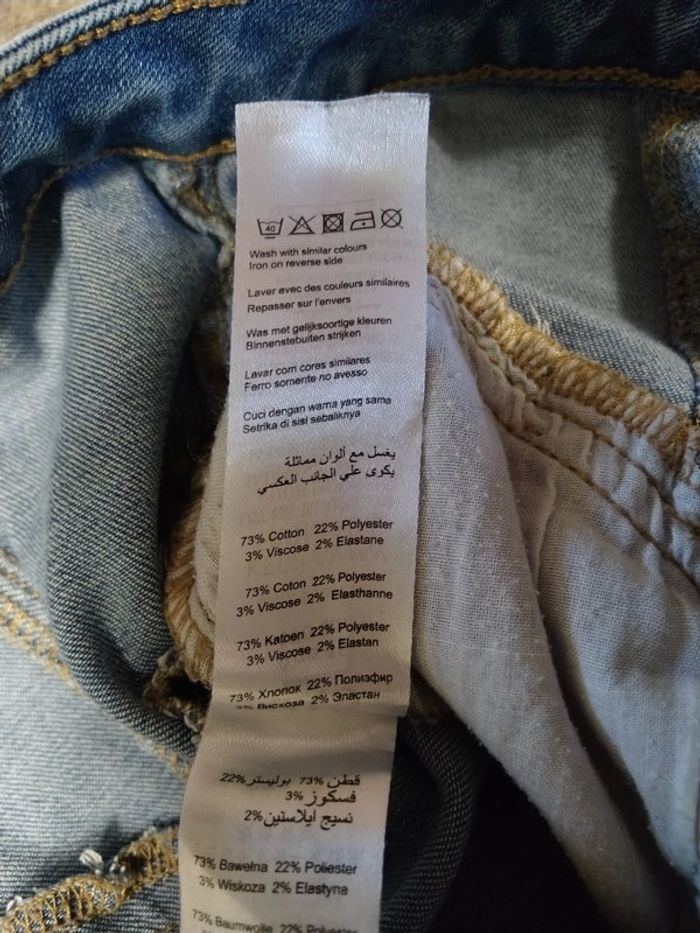 40
Wash with similar colours
Iron on reverse side
Laver avec des couleurs similaires
Repasser sur l'envers
Was met gelijksoortige kleuren
Binnenstebuiten strijken
Lavar com cores similares
Ferro somente no avesso
Cuci dengan warna yang sama
Setrika di sisi sebaliknya
يغسل مع ألوان مماثلة
يكوى علي الجانب العكسي
73% Cotton 22% Polyester
3% Viscose 2% Elastane
73% Coton 22% Polyester
3% Viscose 2% Elasthanne
73% Katoen 22% Polyester
3% Viscose 2% Elastan
73% Хлопок 22% Полиэфир
3% Вискоза 2% Эластан
قطن 73% بوليستر 22%
فسكوز 3%
نسيج ايلاستين 2%
73% Bawełna 22% Poliester
3% Wiskoza 2% Elastyna
73% Baumwolle 22% Polyester